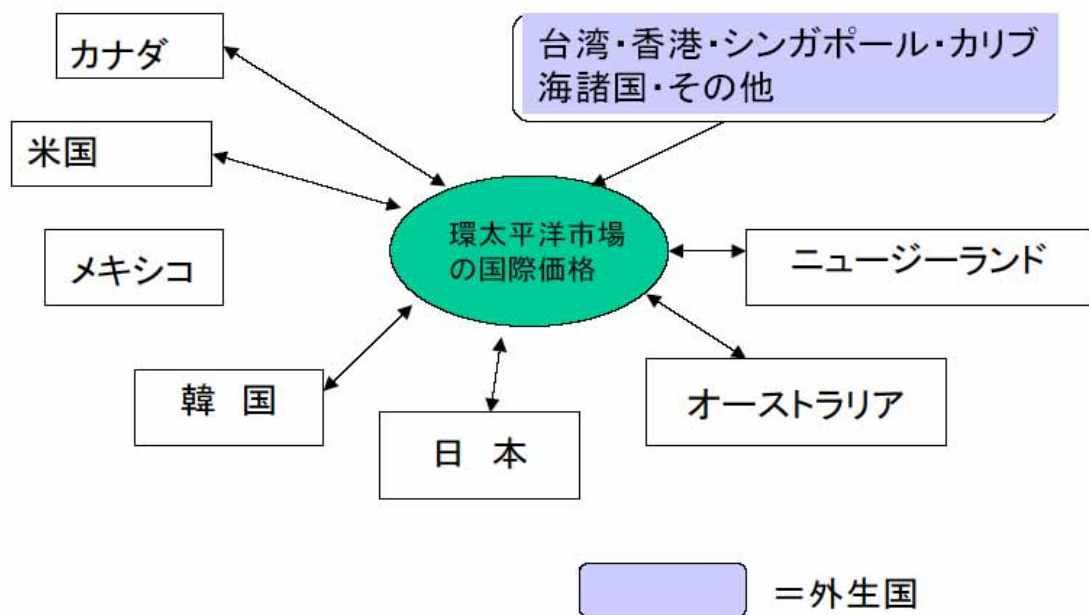 カナダ
台湾・香港・シンガポール・カリブ
海諸国・その他
米国
環太平洋市場
の国際価格
メキシコ
ニュージーランド
韓　国
オーストラリア
日　本
＝外生国